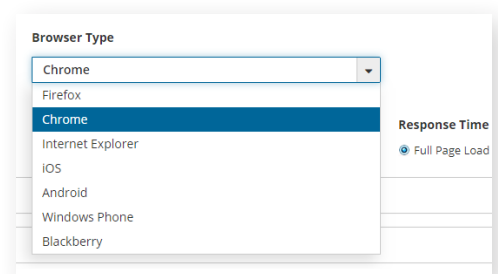 Browser Type
Chrome
Firefox
Chrome
Internet Explorer
iOS
Android
Windows Phone
Blackberry
Response Time
Full Page Load